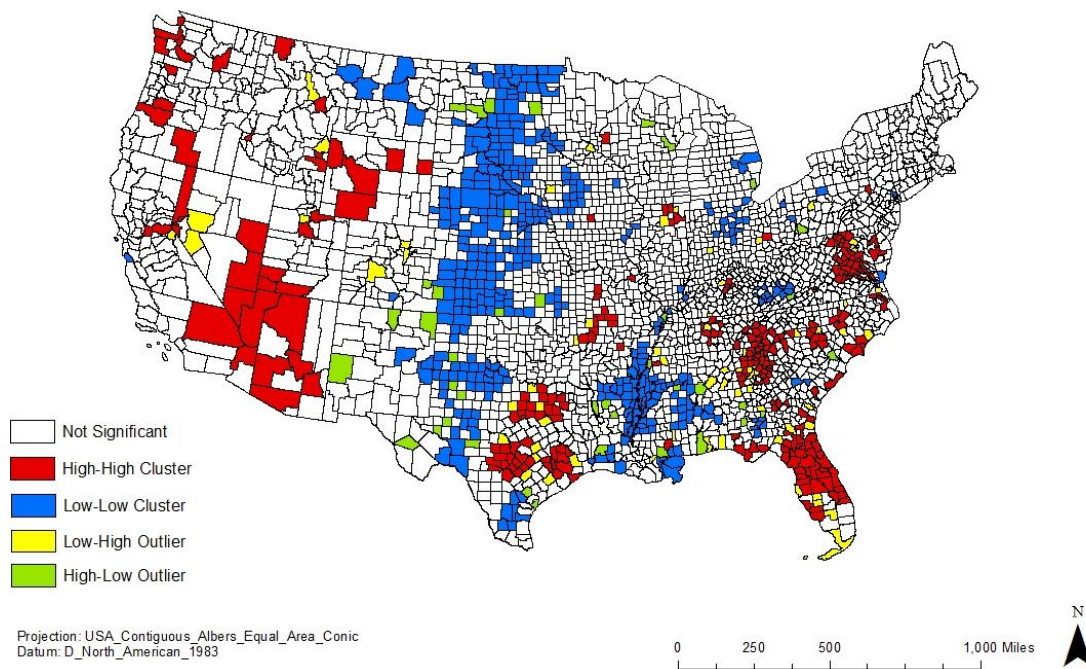 Not Significant
High-High Cluster
Low-Low Cluster
Low-High Outlier
High-Low Outlier
Projection: USA_Contiguous_Albers_Equal_Area_Conic
Datum: D_North_American_1983
0 250 500 1,000 Miles
N